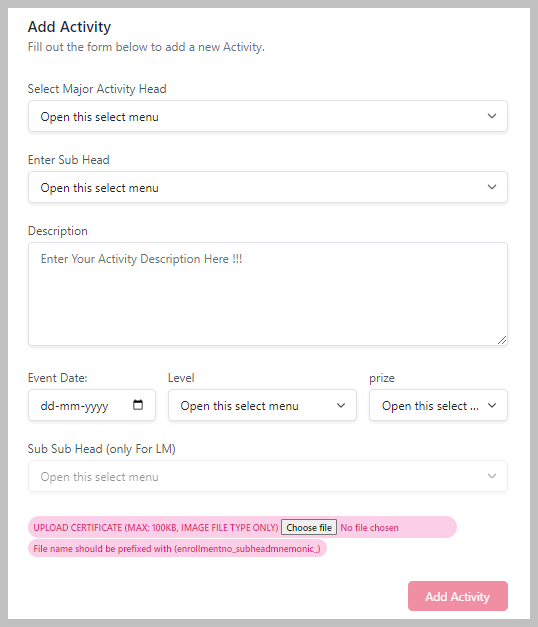 Add Activity
Fill out the form below to add a new Activity.
Select Major Activity Head
Open this select menu
Enter Sub Head
Open this select menu
Description
Enter Your Activity Description Here !!!
Event Date: Level prize
dd-mm-yyyy Open this select menu Open this select ...
Sub Sub Head (only For LM)
Open this select menu
UPLOAD CERTIFICATE (MAX: 100KB, IMAGE FILE TYPE ONLY) Choose file No file chosen
File name should be prefixed with (enrollmentno_subheadmnemonic_)
Add Activity